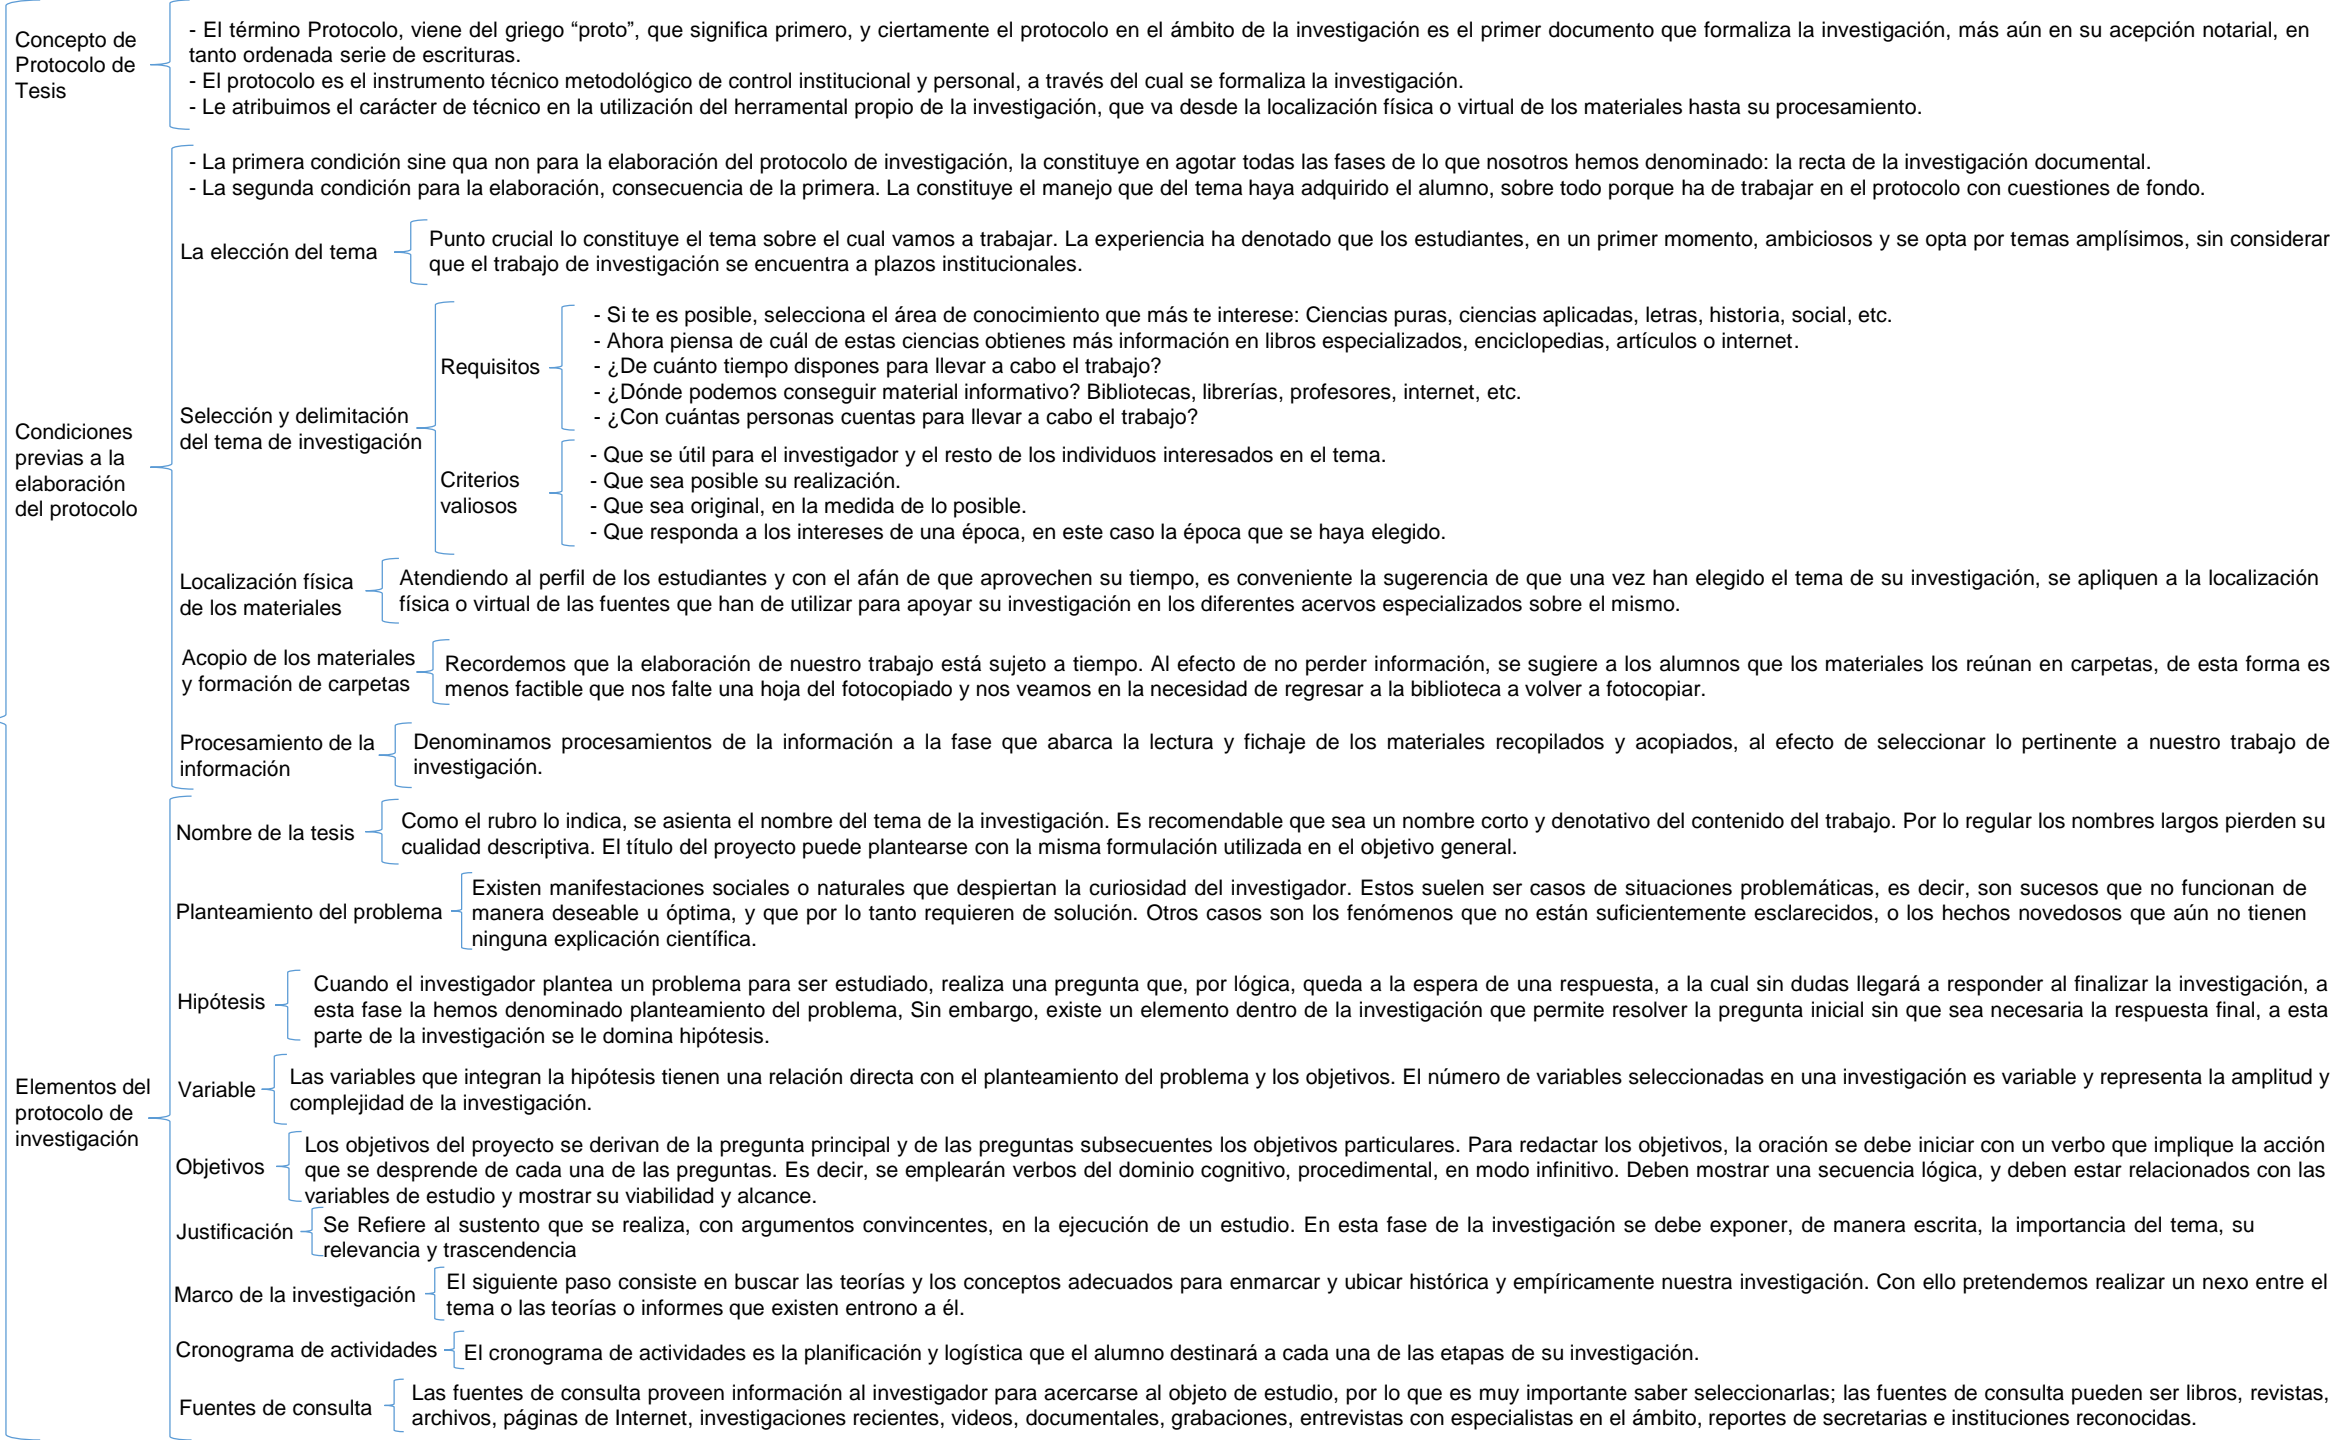 Concepto de
Protocolo de
Tesis
- El término Protocolo, viene del griego “proto”, que significa primero, y ciertamente el protocolo en el ámbito de la investigación es el primer documento que formaliza la investigación, más aún en su acepción notarial, en
tanto ordenada serie de escrituras.
- El protocolo es el instrumento técnico metodológico de control institucional y personal, a través del cual se formaliza la investigación.
- Le atribuimos el carácter de técnico en la utilización del herramental propio de la investigación, que va desde la localización física o virtual de los materiales hasta su procesamiento.
Condiciones
previas a la
elaboración
del protocolo
- La primera condición sine qua non para la elaboración del protocolo de investigación, la constituye en agotar todas las fases de lo que nosotros hemos denominado: la recta de la investigación documental.
- La segunda condición para la elaboración, consecuencia de la primera. La constituye el manejo que del tema haya adquirido el alumno, sobre todo porque ha de trabajar en el protocolo con cuestiones de fondo.
La elección del tema
Punto crucial lo constituye el tema sobre el cual vamos a trabajar. La experiencia ha denotado que los estudiantes, en un primer momento, ambiciosos y se opta por temas amplísimos, sin considerar
que el trabajo de investigación se encuentra a plazos institucionales.
Selección y delimitación
del tema de investigación
Requisitos
- Si te es posible, selecciona el área de conocimiento que más te interese: Ciencias puras, ciencias aplicadas, letras, historia, social, etc.
- Ahora piensa de cuál de estas ciencias obtienes más información en libros especializados, enciclopedias, artículos o internet.
- ¿De cuánto tiempo dispones para llevar a cabo el trabajo?
- ¿Dónde podemos conseguir material informativo? Bibliotecas, librerías, profesores, internet, etc.
- ¿Con cuántas personas cuentas para llevar a cabo el trabajo?
Criterios
valiosos
- Que se útil para el investigador y el resto de los individuos interesados en el tema.
- Que sea posible su realización.
- Que sea original, en la medida de lo posible.
- Que responda a los intereses de una época, en este caso la época que se haya elegido.
Localización física
de los materiales
Atendiendo al perfil de los estudiantes y con el afán de que aprovechen su tiempo, es conveniente la sugerencia de que una vez han elegido el tema de su investigación, se apliquen a la localización
física o virtual de las fuentes que han de utilizar para apoyar su investigación en los diferentes acervos especializados sobre el mismo.
Acopio de los materiales
y formación de carpetas
Recordemos que la elaboración de nuestro trabajo está sujeto a tiempo. Al efecto de no perder información, se sugiere a los alumnos que los materiales los reúnan en carpetas, de esta forma es
menos factible que nos falte una hoja del fotocopiado y nos veamos en la necesidad de regresar a la biblioteca a volver a fotocopiar.
Procesamiento de la
información
Denominamos procesamientos de la información a la fase que abarca la lectura y fichaje de los materiales recopilados y acopiados, al efecto de seleccionar lo pertinente a nuestro trabajo de
investigación.
Elementos del
protocolo de
investigación
Nombre de la tesis
Como el rubro lo indica, se asienta el nombre del tema de la investigación. Es recomendable que sea un nombre corto y denotativo del contenido del trabajo. Por lo regular los nombres largos pierden su
cualidad descriptiva. El título del proyecto puede plantearse con la misma formulación utilizada en el objetivo general.
Planteamiento del problema
Existen manifestaciones sociales o naturales que despiertan la curiosidad del investigador. Estos suelen ser casos de situaciones problemáticas, es decir, son sucesos que no funcionan de
manera deseable u óptima, y que por lo tanto requieren de solución. Otros casos son los fenómenos que no están suficientemente esclarecidos, o los hechos novedosos que aún no tienen
ninguna explicación científica.
Hipótesis
Cuando el investigador plantea un problema para ser estudiado, realiza una pregunta que, por lógica, queda a la espera de una respuesta, a la cual sin dudas llegará a responder al finalizar la investigación, a
esta fase la hemos denominado planteamiento del problema, Sin embargo, existe un elemento dentro de la investigación que permite resolver la pregunta inicial sin que sea necesaria la respuesta final, a esta
parte de la investigación se le domina hipótesis.
Variable
Las variables que integran la hipótesis tienen una relación directa con el planteamiento del problema y los objetivos. El número de variables seleccionadas en una investigación es variable y representa la amplitud y
complejidad de la investigación.
Objetivos
Los objetivos del proyecto se derivan de la pregunta principal y de las preguntas subsecuentes los objetivos particulares. Para redactar los objetivos, la oración se debe iniciar con un verbo que implique la acción
que se desprende de cada una de las preguntas. Es decir, se emplearán verbos del dominio cognitivo, procedimental, en modo infinitivo. Deben mostrar una secuencia lógica, y deben estar relacionados con las
variables de estudio y mostrar su viabilidad y alcance.
Justificación
Se Refiere al sustento que se realiza, con argumentos convincentes, en la ejecución de un estudio. En esta fase de la investigación se debe exponer, de manera escrita, la importancia del tema, su
relevancia y trascendencia
Marco de la investigación
El siguiente paso consiste en buscar las teorías y los conceptos adecuados para enmarcar y ubicar histórica y empíricamente nuestra investigación. Con ello pretendemos realizar un nexo entre el
tema o las teorías o informes que existen entrono a él.
Cronograma de actividades
El cronograma de actividades es la planificación y logística que el alumno destinará a cada una de las etapas de su investigación.
Fuentes de consulta
Las fuentes de consulta proveen información al investigador para acercarse al objeto de estudio, por lo que es muy importante saber seleccionarlas; las fuentes de consulta pueden ser libros, revistas,
archivos, páginas de Internet, investigaciones recientes, videos, documentales, grabaciones, entrevistas con especialistas en el ámbito, reportes de secretarias e instituciones reconocidas.